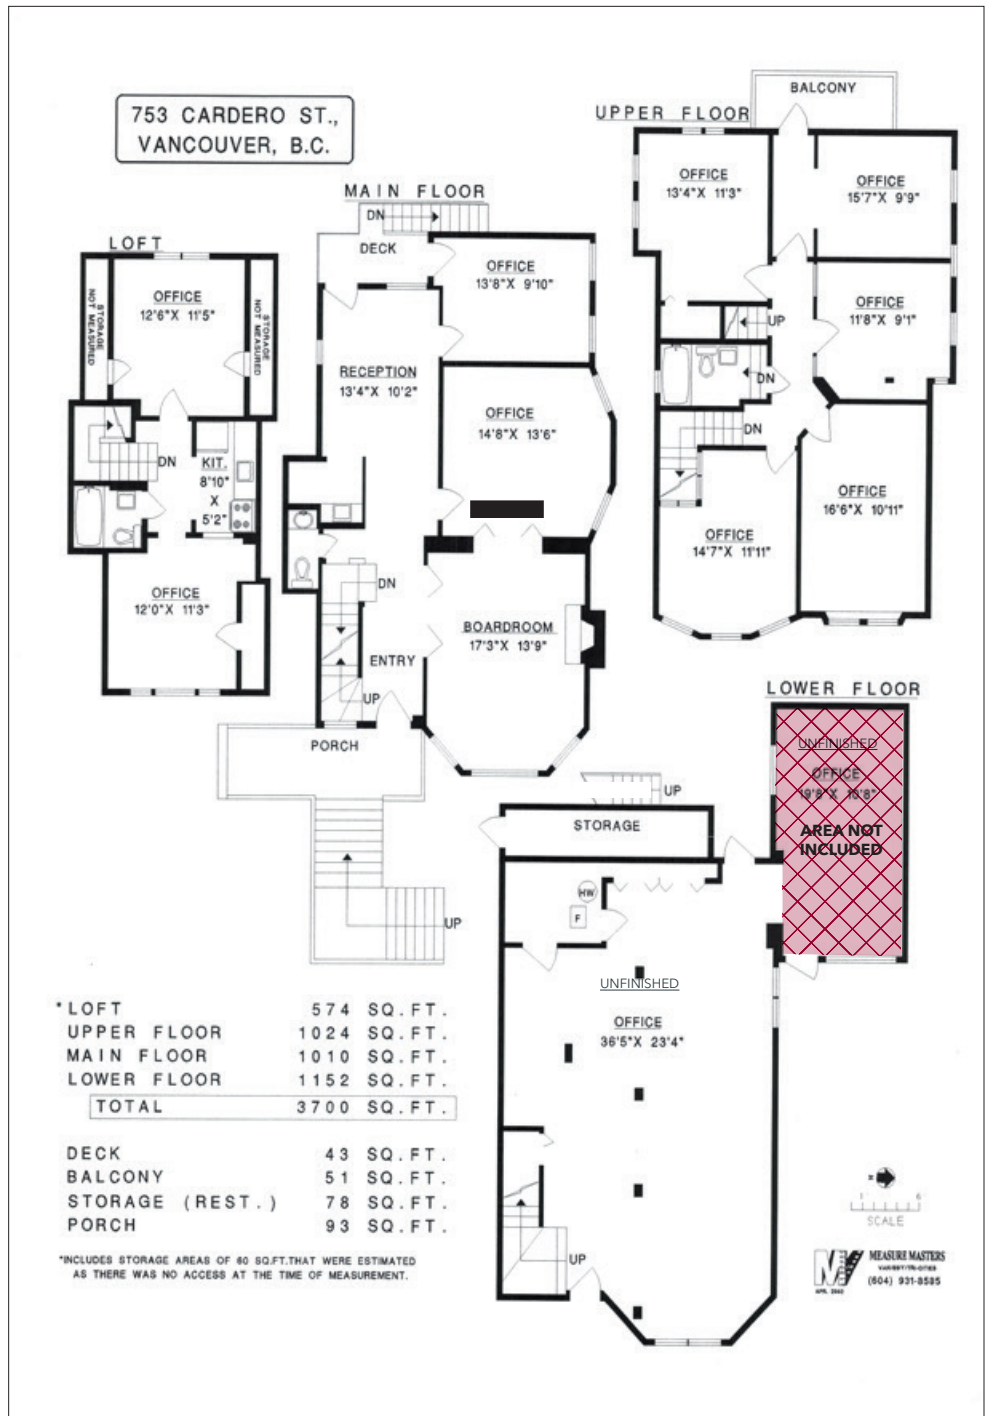 753 CARDERO ST.,
VANCOUVER, B.C.
LOFT
OFFICE
12'6"X 11'5"
STORAGE
NOT MEASURED
STORAGE
NOT MEASURED
DN
KIT.
8'10"
X
5'2"
OFFICE
12'0"X 11'3"
MAIN FLOOR
DN
DECK
OFFICE
13'8"X 9'10"
RECEPTION
13'4"X 10'2"
OFFICE
14'8"X 13'6"
DN
BOARDROOM
17'3"X 13'9"
ENTRY
UP
PORCH
UP
UPPER FLOOR
BALCONY
OFFICE
13'4"X 11'3"
OFFICE
15'7"X 9'9"
OFFICE
11'8"X 9'1"
UP
DN
DN
OFFICE
16'6"X 10'11"
OFFICE
14'7"X 11'11"
LOWER FLOOR
UNFINISHED
OFFICE
19'8"X 10'8"
AREA NOT
INCLUDED
UP
STORAGE
HW
F
UNFINISHED
OFFICE
36'5"X 23'4"
UP
*LOFT 574 SQ.FT.
UPPER FLOOR 1024 SQ.FT.
MAIN FLOOR 1010 SQ.FT.
LOWER FLOOR 1152 SQ.FT.
TOTAL 3700 SQ.FT.
DECK 43 SQ.FT.
BALCONY 51 SQ.FT.
STORAGE (REST.) 78 SQ.FT.
PORCH 93 SQ.FT.
*INCLUDES STORAGE AREAS OF 60 SQ.FT.THAT WERE ESTIMATED
AS THERE WAS NO ACCESS AT THE TIME OF MEASUREMENT.
1 6
SCALE
MEASURE MASTERS
(604) 931-8585